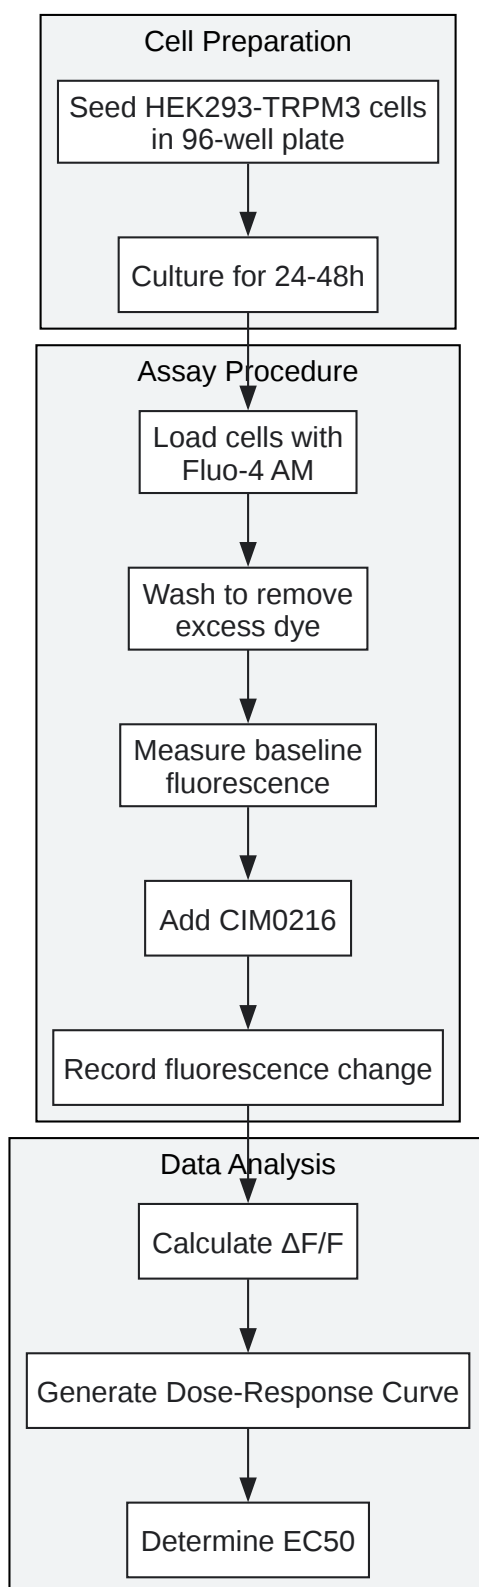 Cell Preparation
Seed HEK293-TRPM3 cells
in 96-well plate
Culture for 24-48h
Assay Procedure
Load cells with
Fluo-4 AM
Wash to remove
excess dye
Measure baseline
fluorescence
Add CIM0216
Record fluorescence change
Data Analysis
Calculate ΔF/F
Generate Dose-Response Curve
Determine EC50